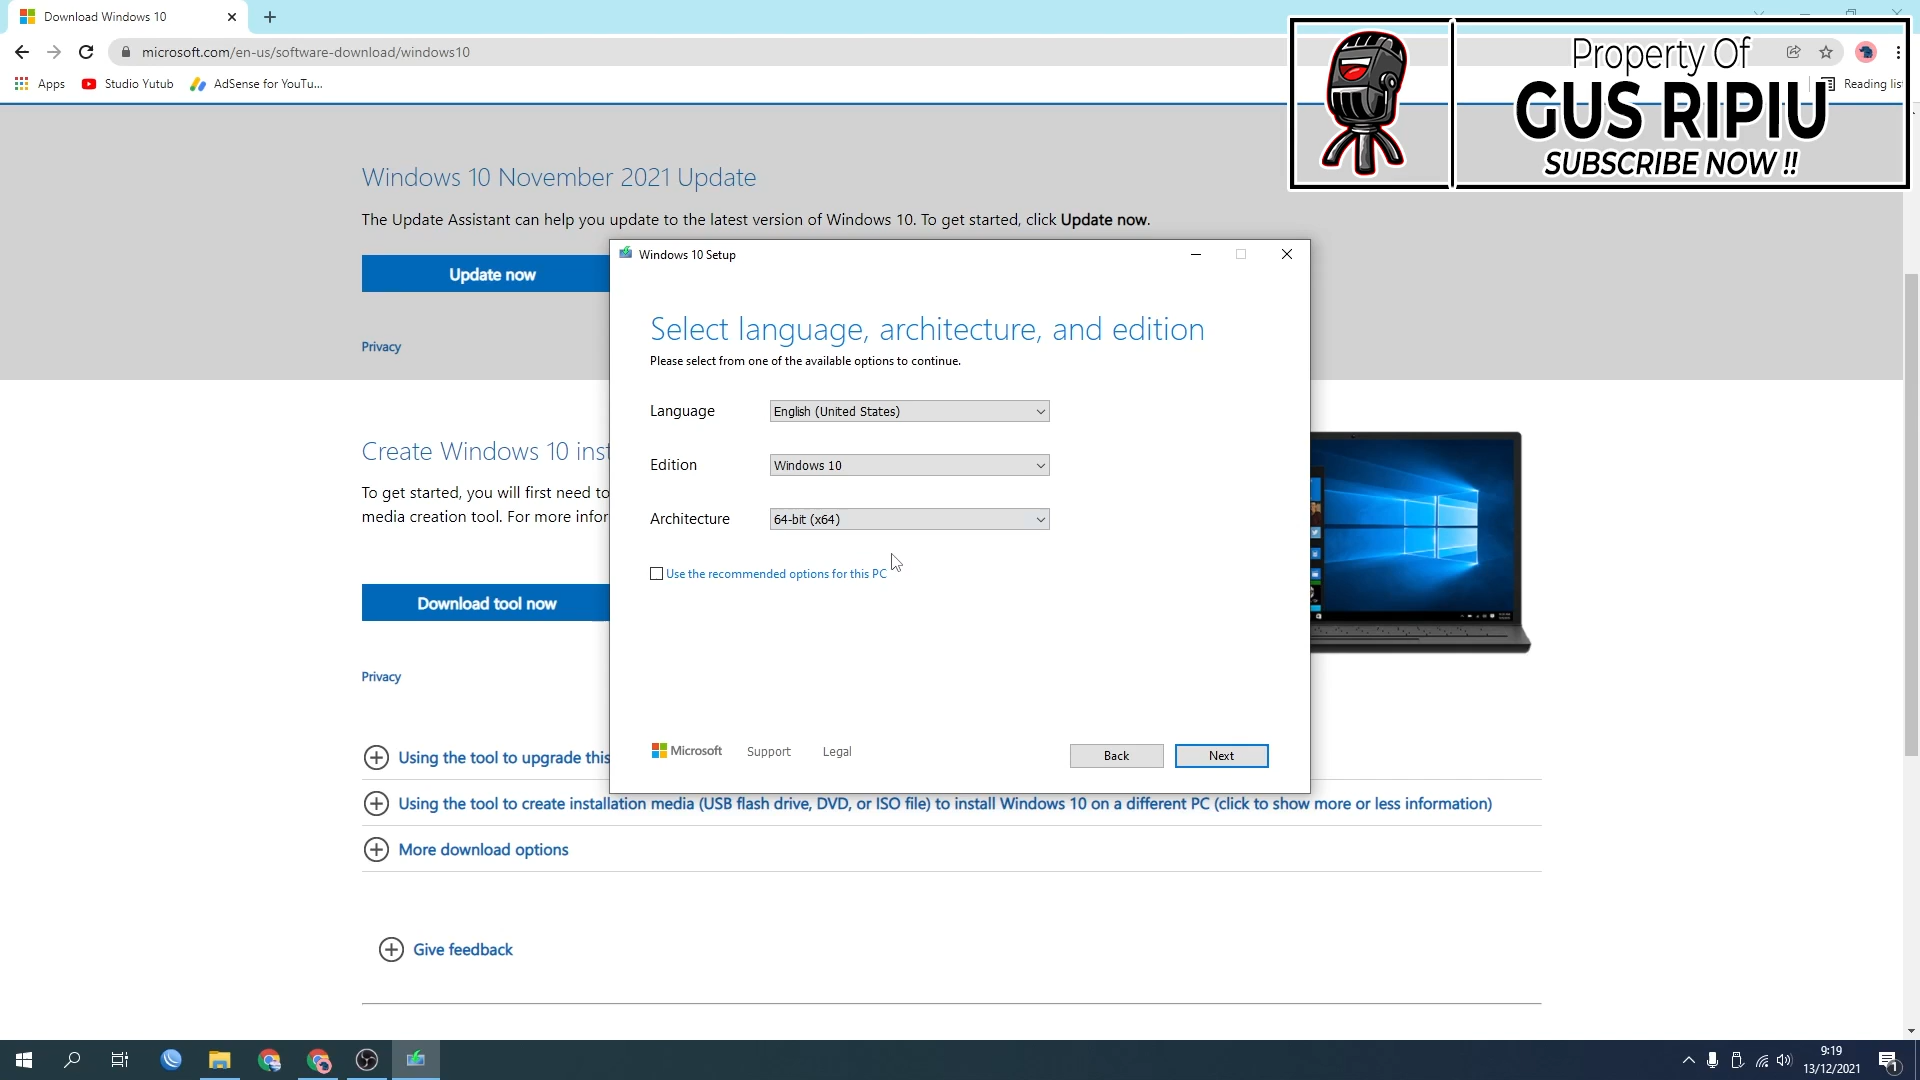 Download Windows 10
microsoft.com/en-us/software-download/windows10
Apps
Studio Yutub
AdSense for YouTu...
Reading list
Property Of
GUS RIPIU
SUBSCRIBE NOW !!
Windows 10 November 2021 Update
The Update Assistant can help you update to the latest version of Windows 10. To get started, click Update now.
Update now
Privacy
Windows 10 Setup
Select language, architecture, and edition
Please select from one of the available options to continue.
Language
English (United States)
Edition
Windows 10
Architecture
64-bit (x64)
Use the recommended options for this PC
Microsoft
Support
Legal
Back
Next
Create Windows 10 inst
To get started, you will first need to
media creation tool. For more infor
Download tool now
Privacy
Using the tool to upgrade this
Using the tool to create installation media (USB flash drive, DVD, or ISO file) to install Windows 10 on a different PC (click to show more or less information)
More download options
Give feedback
9:19
13/12/2021
1